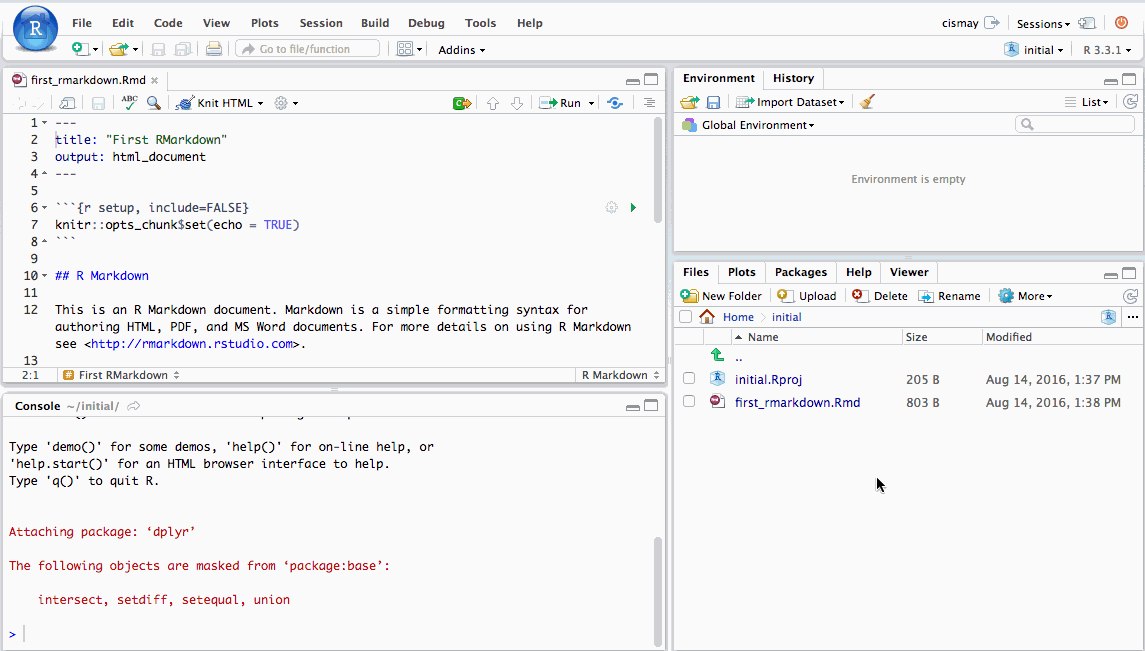 File Edit Code View Plots Session Build Debug Tools Help
cismay Sessions
Go to file/function Addins
initial R 3.3.1
first_rmarkdown.Rmd
ABC Knit HTML Run
1 ---
2 title: "First RMarkdown"
3 output: html_document
4 ---
5
6 ```{r setup, include=FALSE}
7 knitr::opts_chunk$set(echo = TRUE)
8 ```
9
10 ## R Markdown
11
12 This is an R Markdown document. Markdown is a simple formatting syntax for
authoring HTML, PDF, and MS Word documents. For more details on using R Markdown
see <http://rmarkdown.rstudio.com>.
13
2:1 # First RMarkdown R Markdown
Console ~/initial/
Type 'demo()' for some demos, 'help()' for on-line help, or
'help.start()' for an HTML browser interface to help.
Type 'q()' to quit R.
Attaching package: ‘dplyr’
The following objects are masked from ‘package:base’:
intersect, setdiff, setequal, union
>
Environment History
Import Dataset List
Global Environment
Environment is empty
Files Plots Packages Help Viewer
New Folder Upload Delete Rename More
Home initial ...
Name Size Modified
..
initial.Rproj 205 B Aug 14, 2016, 1:37 PM
first_rmarkdown.Rmd 803 B Aug 14, 2016, 1:38 PM